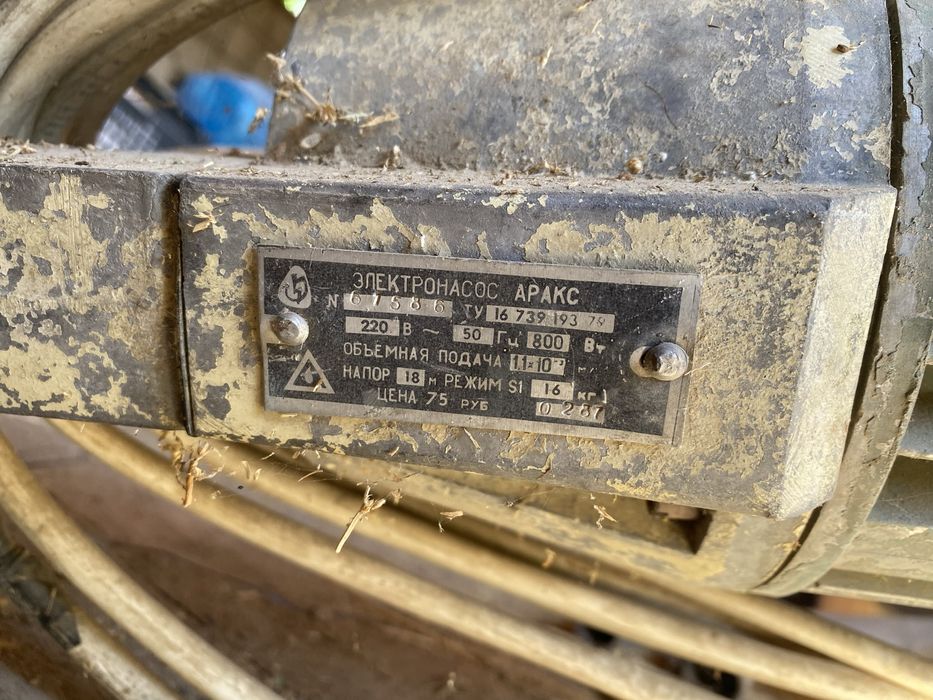 ЭЛЕКТРОНАСОС АРАКС
N 67586 ТУ 16 739 193 79
220 В ~ 50 Гц 800 Вт
ОБЪЕМНАЯ ПОДАЧА
НАПОР 18 м РЕЖИМ S1 16 кг
ЦЕНА 75 РУБ 0287